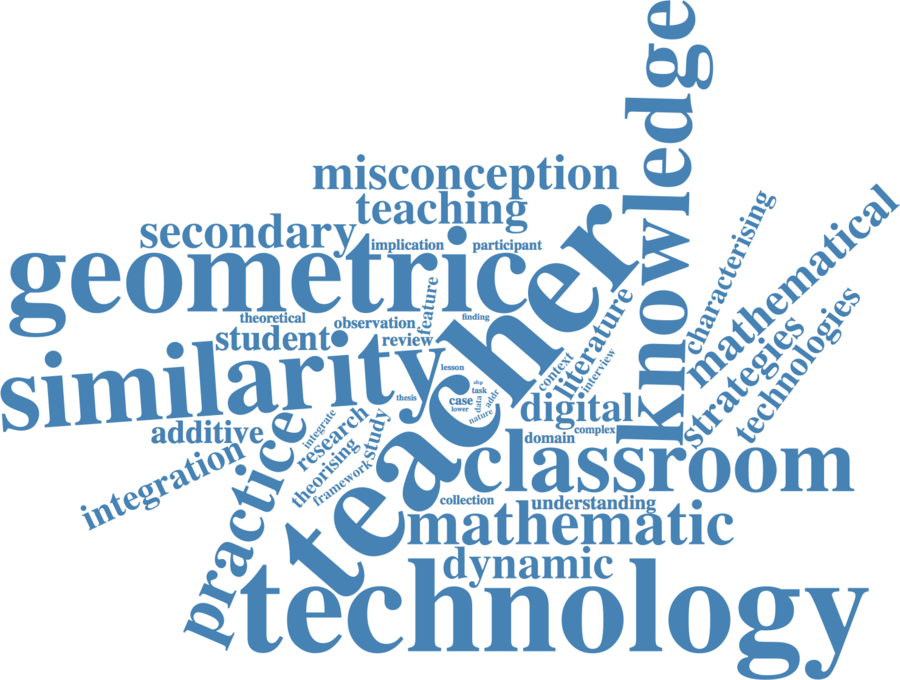 knowledge
misconception
teaching
secondary
implication
participant
geometric
teacher
characterising
mathematical
feature
theoretical
observation
finding
student
review
literature
strategies
technologies
similarity
lesson
context
interview
task
case
data
addr
lower
nature
thesis
digital
additive
integrate
research
study
complex
domain
integration
theorising
framework
classroom
practice
collection
understanding
mathematic
dynamic
technology